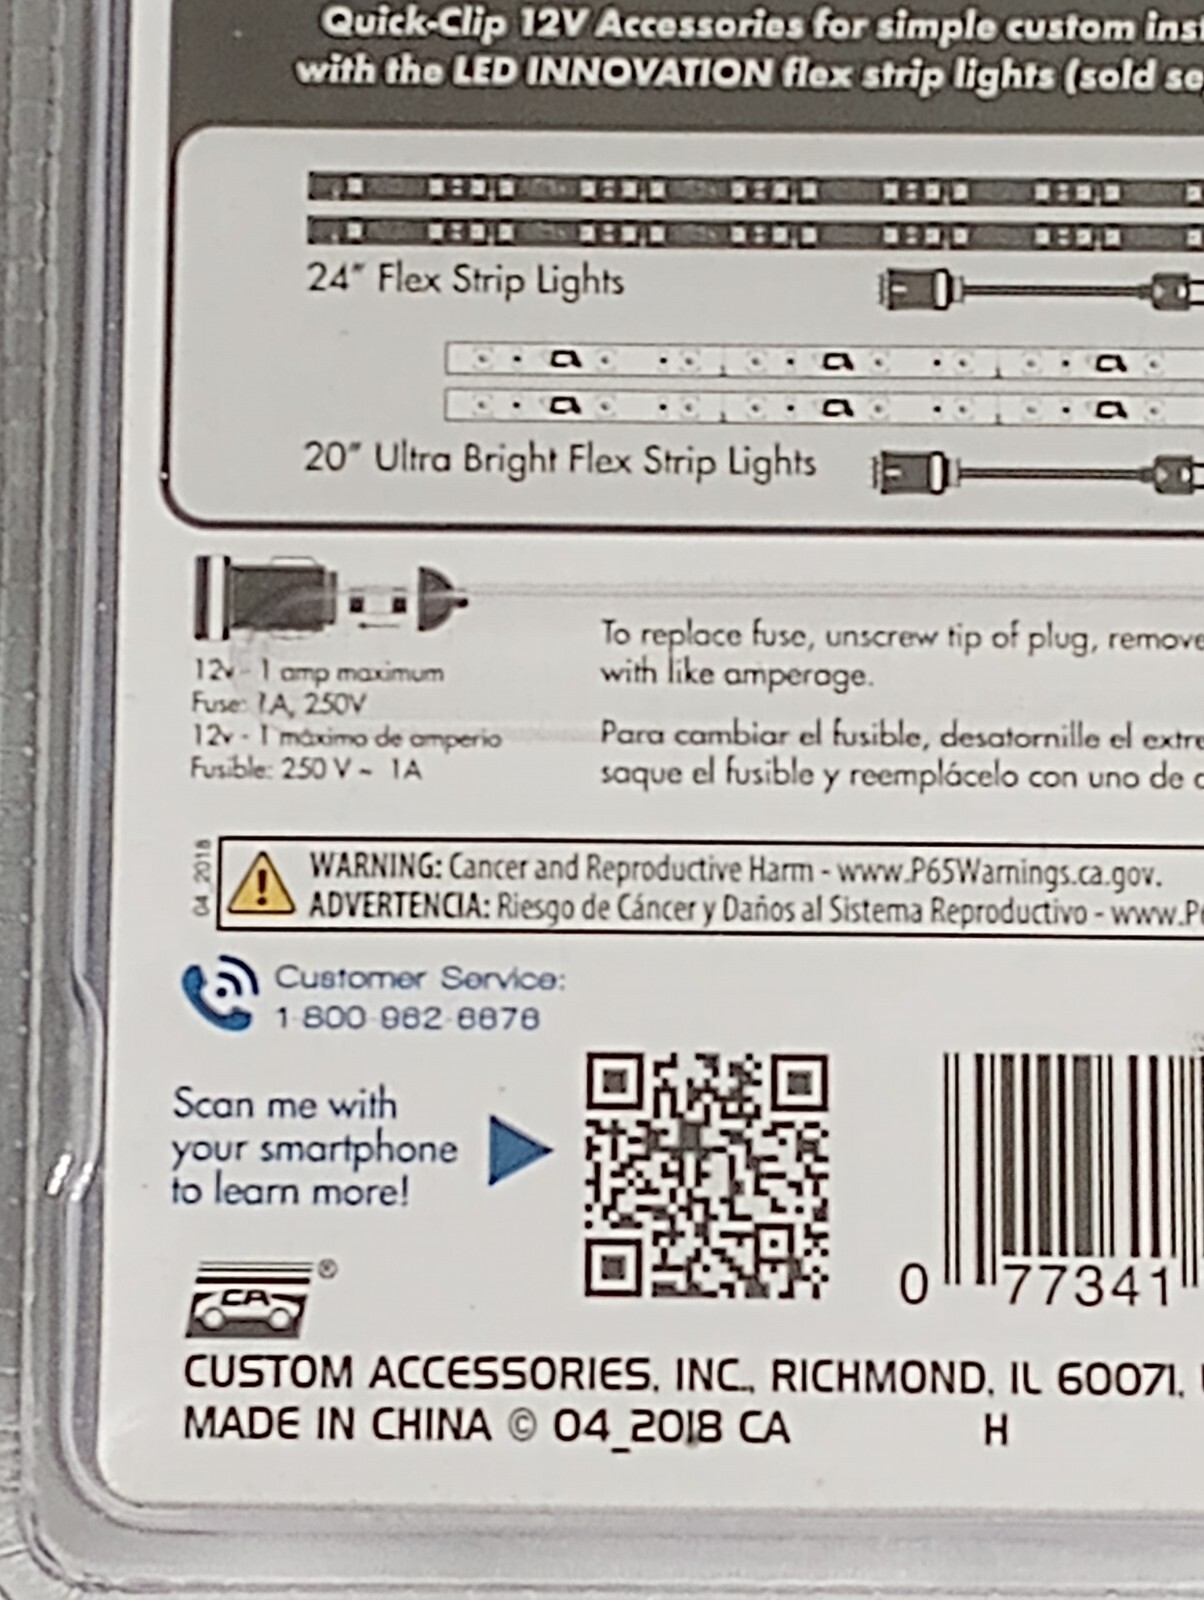 Quick-Clip 12V Accessories for simple custom ins
with the LED INNOVATION flex strip lights (sold se
24" Flex Strip Lights
20" Ultra Bright Flex Strip Lights
12v - 1 amp maximum
Fuse: 1A, 250V
12v - 1 máximo de amperio
Fusible: 250 V ~ 1A
To replace fuse, unscrew tip of plug, remove
with like amperage.
Para cambiar el fusible, desatornille el extre
saque el fusible y reemplácelo con uno de
04_2018
WARNING: Cancer and Reproductive Harm - www.P65Warnings.ca.gov.
ADVERTENCIA: Riesgo de Cáncer y Daños al Sistema Reproductivo - www.P6
Customer Service:
1-800-962-6676
Scan me with
your smartphone
to learn more!
CA ®
0 77341
CUSTOM ACCESSORIES, INC., RICHMOND, IL 60071,
MADE IN CHINA © 04_2018 CA H